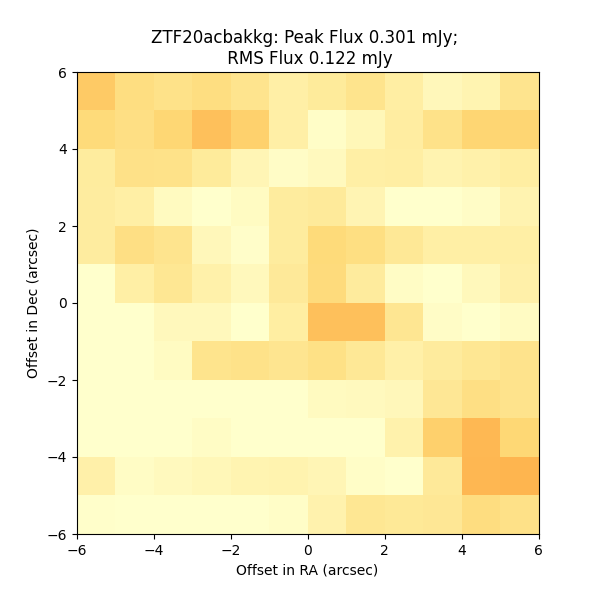 ZTF20acbakkg: Peak Flux 0.301 mJy;
RMS Flux 0.122 mJy
6
4
2
0
−2
−4
−6
Offset in Dec (arcsec)
−6 −4 −2 0 2 4 6
Offset in RA (arcsec)